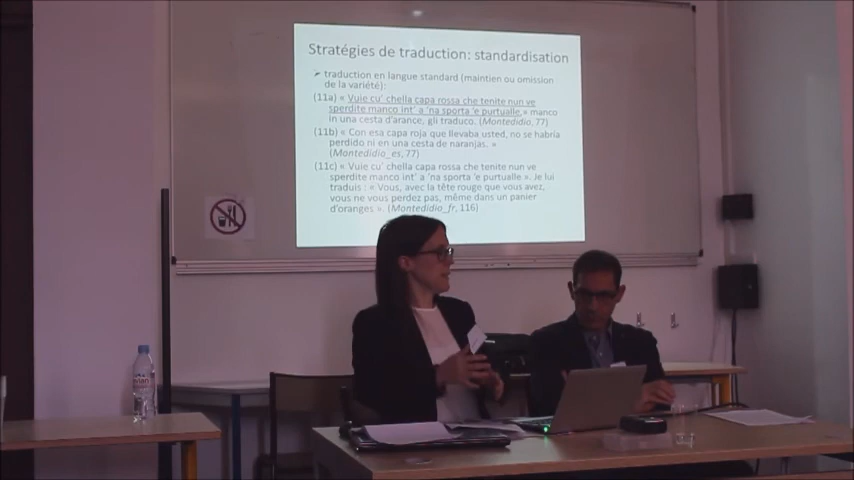 Stratégies de traduction: standardisation
➢ traduction en langue standard (maintien ou omission
de la variété):
(11a) « Vuie cu' chella capa rossa che tenite nun ve
sperdite manco int' a 'na sporta 'e purtualle,» manco
in una cesta d'arance, gli traduco. (Montedidio, 77)
(11b) « Con esa capa roja que llevaba usted, no se habría
perdido ni en una cesta de naranjas. »
(Montedidio_es, 77)
(11c) « Vuie cu' chella capa rossa che tenite nun ve
sperdite manco int' a 'na sporta 'e purtualle ». Je lui
traduis : « Vous, avec la tête rouge que vous avez,
vous ne vous perdez pas, même dans un panier
d'oranges ». (Montedidio_fr, 116)
evian